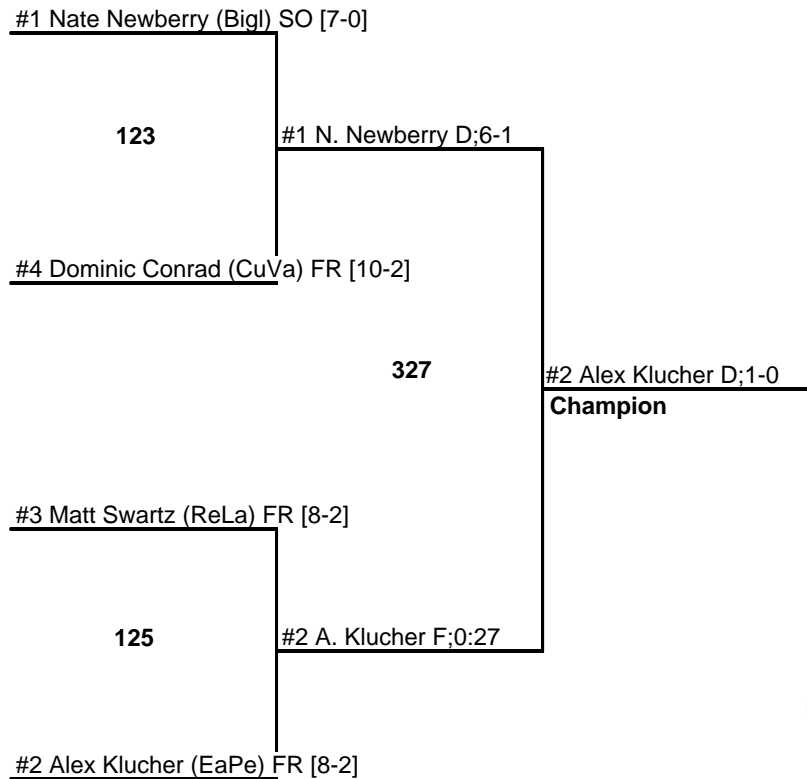 #1 Nate Newberry (Bigl) SO [7-0]
123
#1 N. Newberry D;6-1
#4 Dominic Conrad (CuVa) FR [10-2]
327
#2 Alex Klucher D;1-0
Champion
#3 Matt Swartz (ReLa) FR [8-2]
125
#2 A. Klucher F;0:27
#2 Alex Klucher (EaPe) FR [8-2]